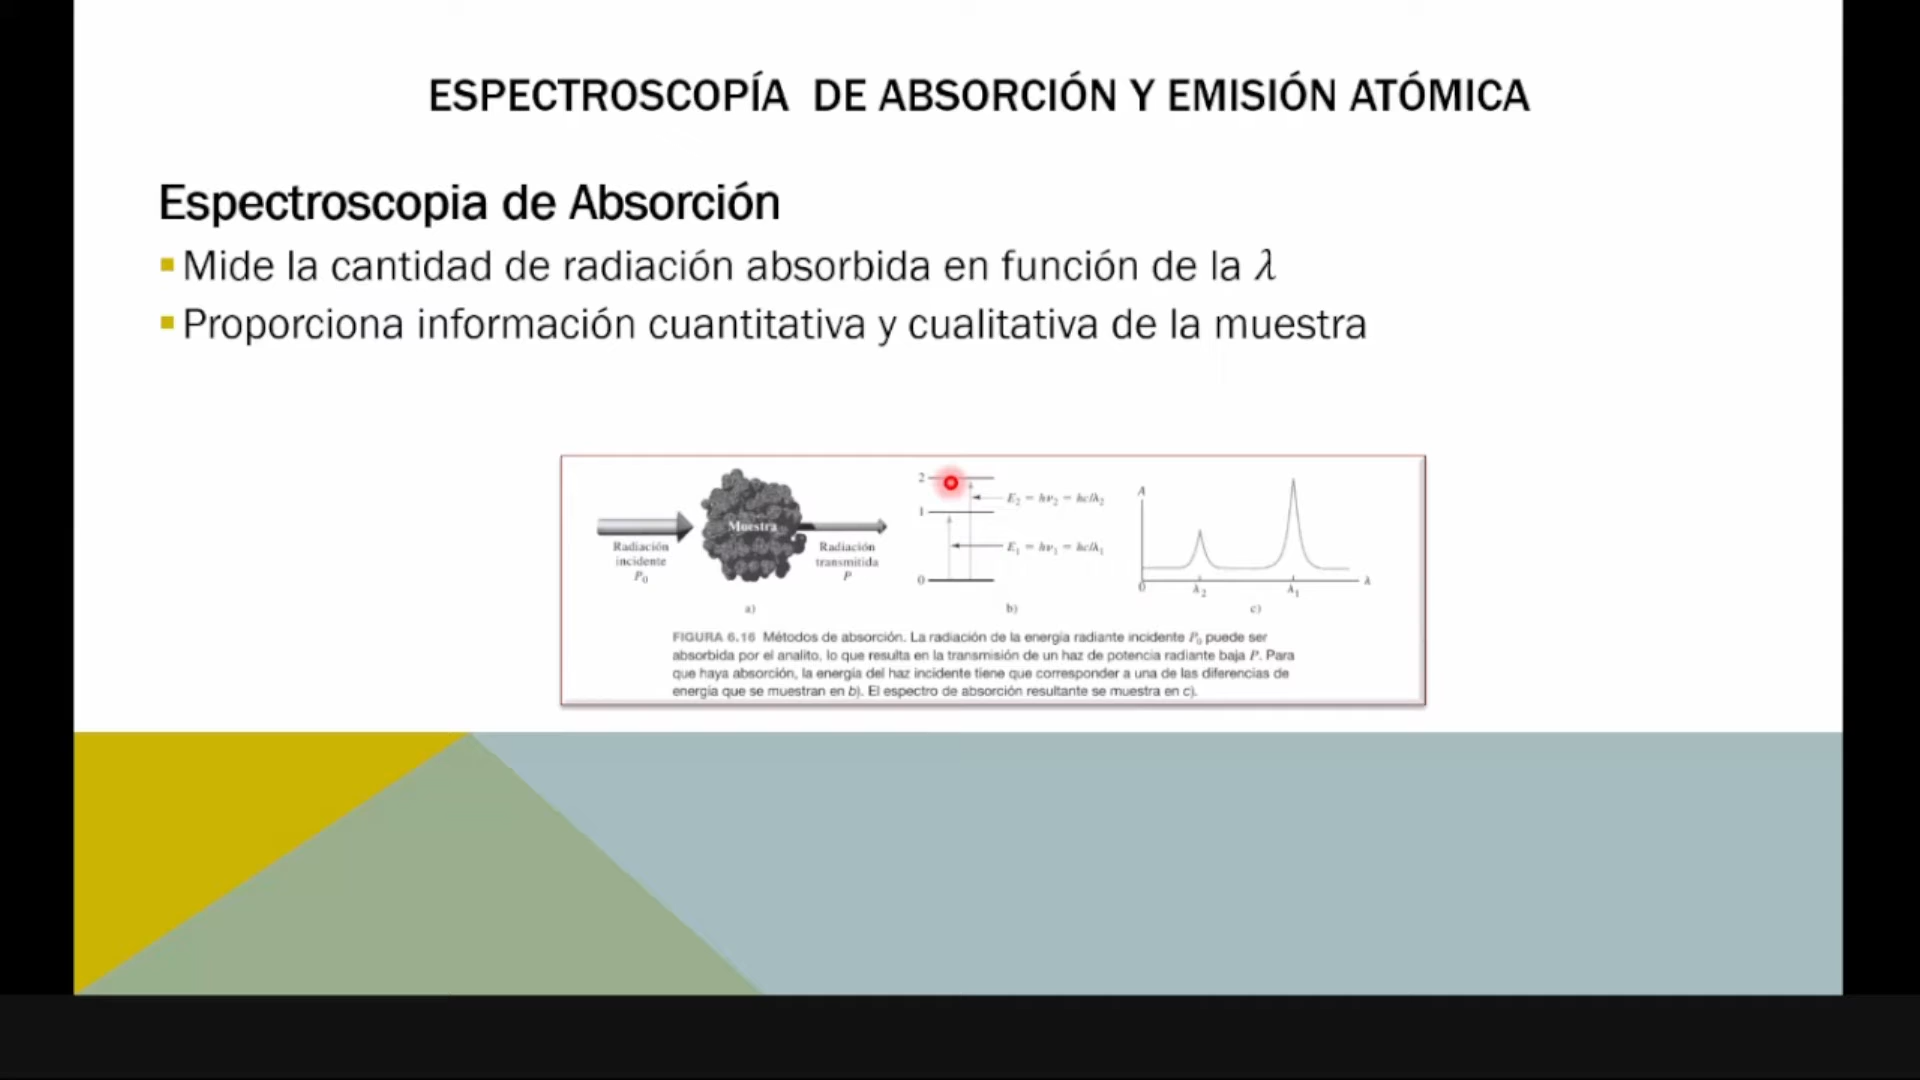 ESPECTROSCOPÍA DE ABSORCIÓN Y EMISIÓN ATÓMICA
Espectroscopia de Absorción
Mide la cantidad de radiación absorbida en función de la λ
Proporciona información cuantitativa y cualitativa de la muestra
Muestra
Radiación
incidente
P₀
Radiación
transmitida
P
a)
2
1
0
E₂ = hν₂ = hc/λ₂
E₁ = hν₁ = hc/λ₁
b)
A
0
λ₂
λ₁
λ
c)
FIGURA 6.16 Métodos de absorción. La radiación de la energía radiante incidente P₀ puede ser
absorbida por el analito, lo que resulta en la transmisión de un haz de potencia radiante baja P. Para
que haya absorción, la energía del haz incidente tiene que corresponder a una de las diferencias de
energía que se muestran en b). El espectro de absorción resultante se muestra en c).